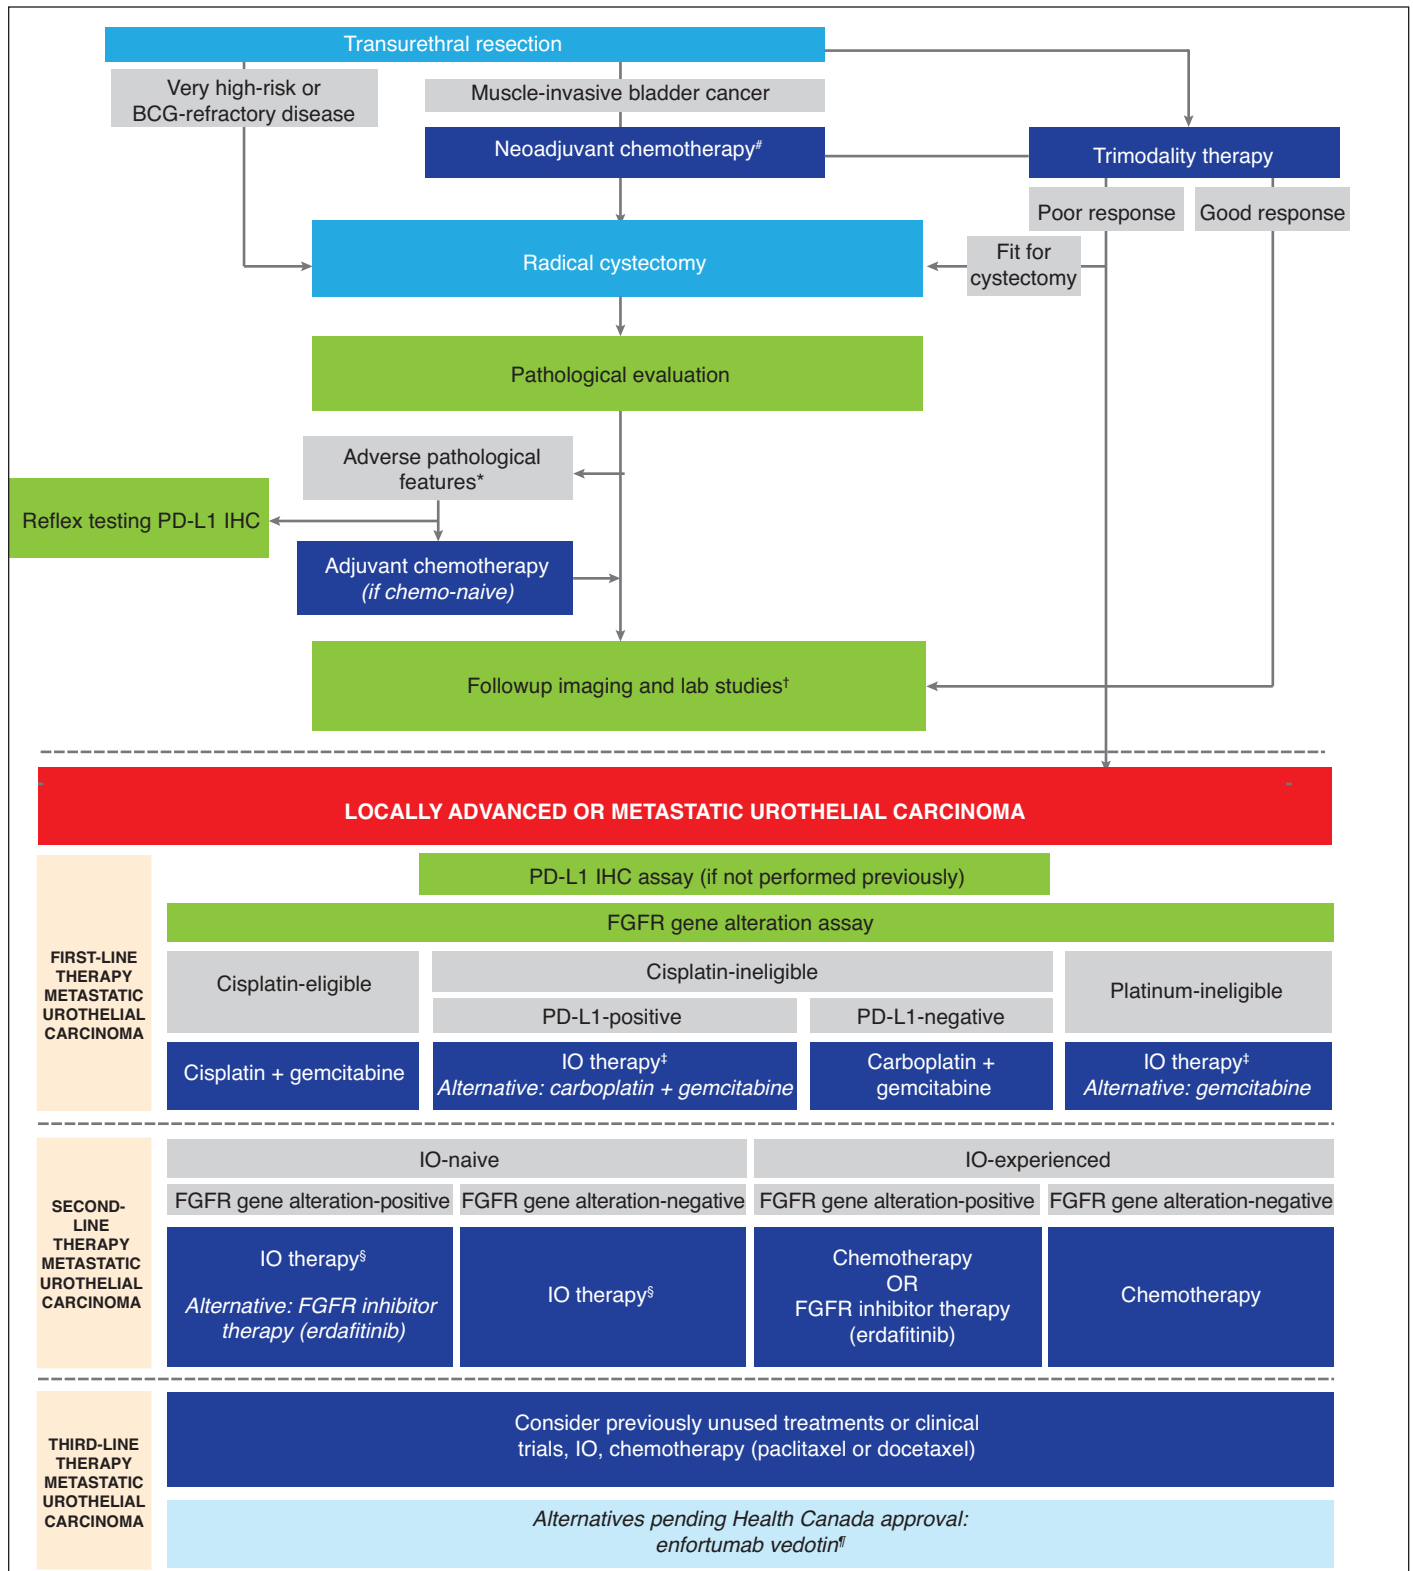 Transurethral resection
Very high-risk or
BCG-refractory disease
Muscle-invasive bladder cancer
Neoadjuvant chemotherapy#
Trimodality therapy
Poor response
Good response
Radical cystectomy
Fit for
cystectomy
Pathological evaluation
Adverse pathological
features*
Reflex testing PD-L1 IHC
Adjuvant chemotherapy
(if chemo-naive)
Followup imaging and lab studies†
LOCALLY ADVANCED OR METASTATIC UROTHELIAL CARCINOMA
FIRST-LINE
THERAPY
METASTATIC
UROTHELIAL
CARCINOMA
PD-L1 IHC assay (if not performed previously)
FGFR gene alteration assay
Cisplatin-eligible
Cisplatin-ineligible
Platinum-ineligible
PD-L1-positive
PD-L1-negative
Cisplatin + gemcitabine
IO therapy‡
Alternative: carboplatin + gemcitabine
Carboplatin +
gemcitabine
IO therapy‡
Alternative: gemcitabine
SECOND-
LINE
THERAPY
METASTATIC
UROTHELIAL
CARCINOMA
IO-naive
IO-experienced
FGFR gene alteration-positive
FGFR gene alteration-negative
FGFR gene alteration-positive
FGFR gene alteration-negative
IO therapy§
Alternative: FGFR inhibitor
therapy (erdafitinib)
IO therapy§
Chemotherapy
OR
FGFR inhibitor therapy
(erdafitinib)
Chemotherapy
THIRD-LINE
THERAPY
METASTATIC
UROTHELIAL
CARCINOMA
Consider previously unused treatments or clinical
trials, IO, chemotherapy (paclitaxel or docetaxel)
Alternatives pending Health Canada approval:
enfortumab vedotin¶